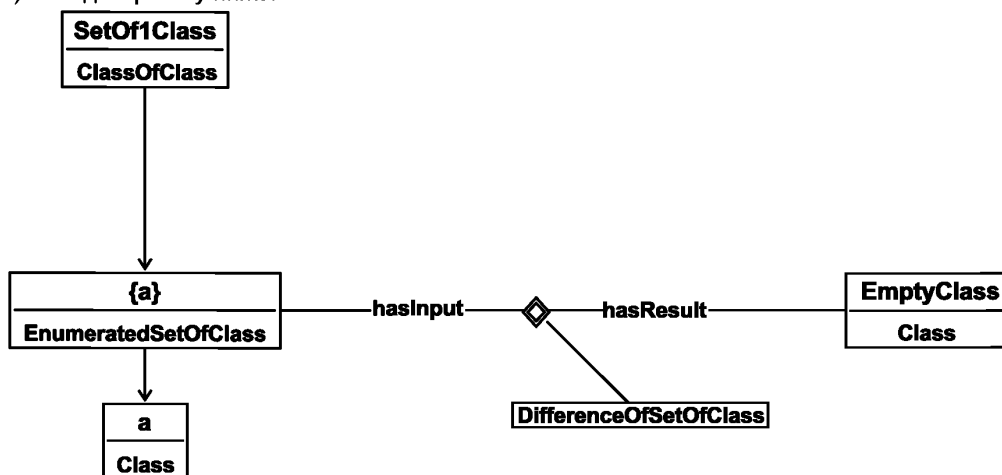 SetOf1Class
ClassOfClass
{a}
EnumeratedSetOfClass
hasInput
hasResult
EmptyClass
Class
DifferenceOfSetOfClass
a
Class